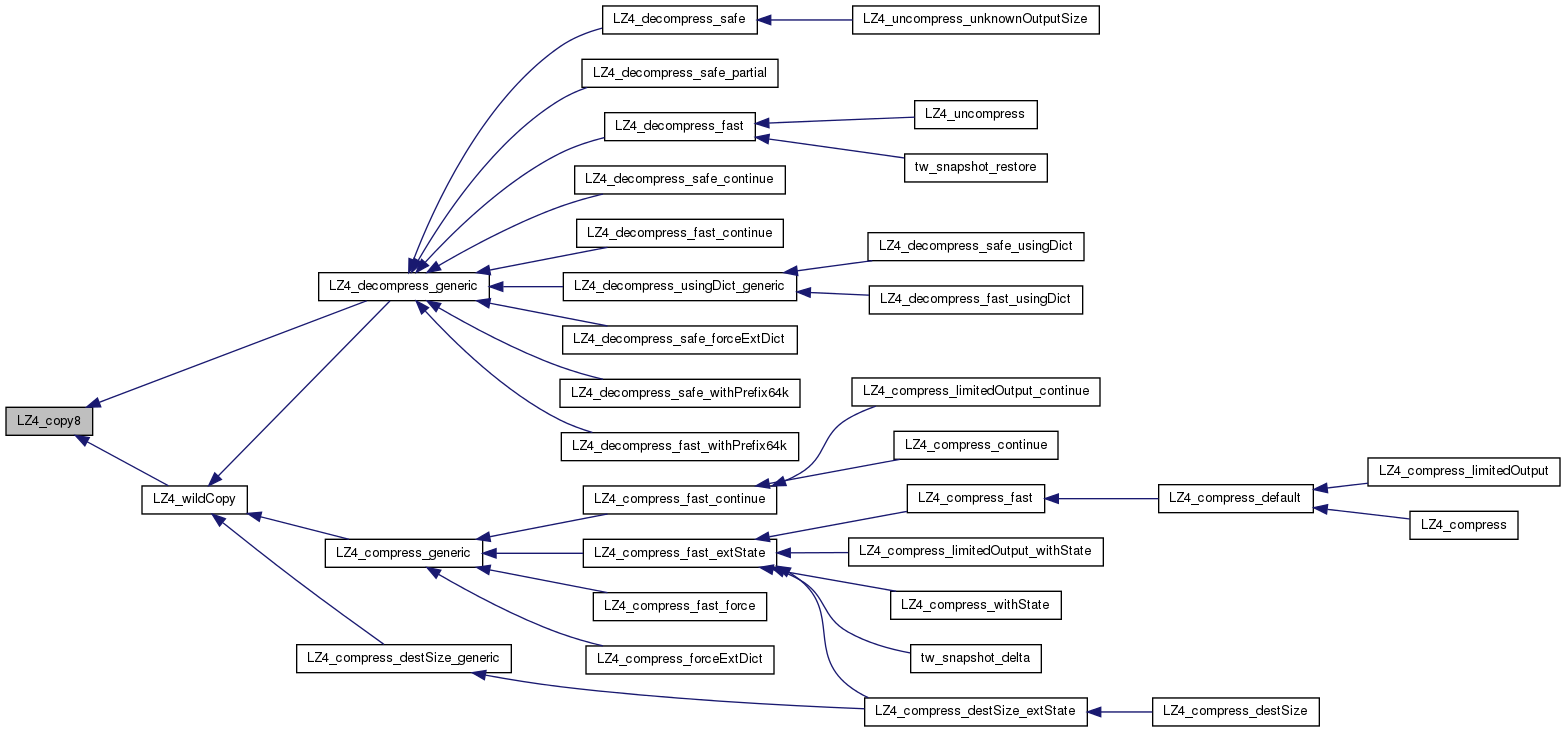 LZ4_decompress_safe
LZ4_uncompress_unknownOutputSize
LZ4_decompress_safe_partial
LZ4_uncompress
LZ4_decompress_fast
tw_snapshot_restore
LZ4_decompress_safe_continue
LZ4_decompress_fast_continue
LZ4_decompress_safe_usingDict
LZ4_decompress_generic
LZ4_decompress_usingDict_generic
LZ4_decompress_fast_usingDict
LZ4_decompress_safe_forceExtDict
LZ4_decompress_safe_withPrefix64k
LZ4_compress_limitedOutput_continue
LZ4_copy8
LZ4_decompress_fast_withPrefix64k
LZ4_compress_continue
LZ4_compress_limitedOutput
LZ4_wildCopy
LZ4_compress_fast_continue
LZ4_compress_fast
LZ4_compress_default
LZ4_compress
LZ4_compress_generic
LZ4_compress_fast_extState
LZ4_compress_limitedOutput_withState
LZ4_compress_fast_force
LZ4_compress_withState
LZ4_compress_destSize_generic
LZ4_compress_forceExtDict
tw_snapshot_delta
LZ4_compress_destSize_extState
LZ4_compress_destSize